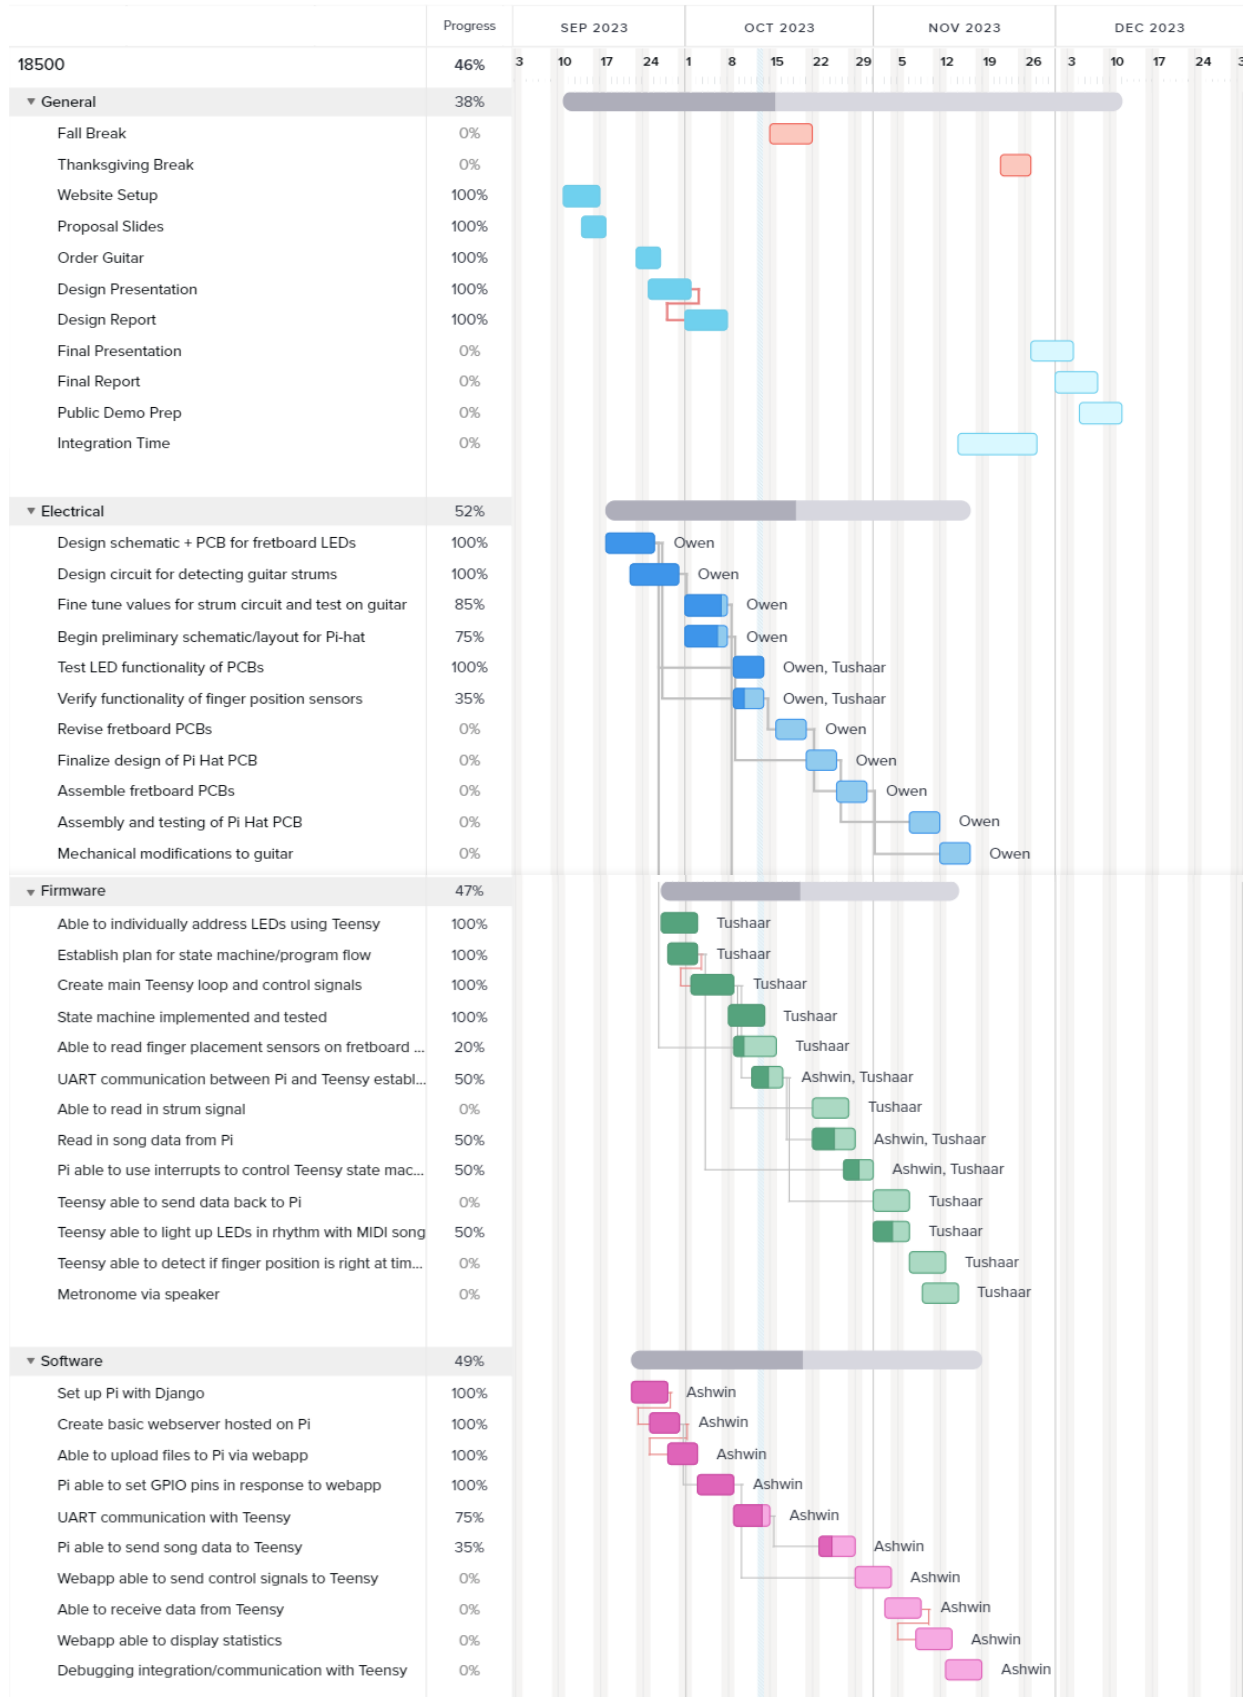 Progress SEP 2023 OCT 2023 NOV 2023 DEC 2023
18500 46% 3 10 17 24 1 8 15 22 29 5 12 19 26 3 10 17 24
General 38%
Fall Break 0%
Thanksgiving Break 0%
Website Setup 100%
Proposal Slides 100%
Order Guitar 100%
Design Presentation 100%
Design Report 100%
Final Presentation 0%
Final Report 0%
Public Demo Prep 0%
Integration Time 0%
Electrical 52%
Design schematic + PCB for fretboard LEDs 100% Owen
Design circuit for detecting guitar strums 100% Owen
Fine tune values for strum circuit and test on guitar 85% Owen
Begin preliminary schematic/layout for Pi-hat 75% Owen
Test LED functionality of PCBs 100% Owen, Tushaar
Verify functionality of finger position sensors 35% Owen, Tushaar
Revise fretboard PCBs 0% Owen
Finalize design of Pi Hat PCB 0% Owen
Assemble fretboard PCBs 0% Owen
Assembly and testing of Pi Hat PCB 0% Owen
Mechanical modifications to guitar 0% Owen
Firmware 47%
Able to individually address LEDs using Teensy 100% Tushaar
Establish plan for state machine/program flow 100% Tushaar
Create main Teensy loop and control signals 100% Tushaar
State machine implemented and tested 100% Tushaar
Able to read finger placement sensors on fretboard ... 20% Tushaar
UART communication between Pi and Teensy establ... 50% Ashwin, Tushaar
Able to read in strum signal 0% Tushaar
Read in song data from Pi 50% Ashwin, Tushaar
Pi able to use interrupts to control Teensy state mac... 50% Ashwin, Tushaar
Teensy able to send data back to Pi 0% Tushaar
Teensy able to light up LEDs in rhythm with MIDI song 50% Tushaar
Teensy able to detect if finger position is right at tim... 0% Tushaar
Metronome via speaker 0% Tushaar
Software 49%
Set up Pi with Django 100% Ashwin
Create basic webserver hosted on Pi 100% Ashwin
Able to upload files to Pi via webapp 100% Ashwin
Pi able to set GPIO pins in response to webapp 100% Ashwin
UART communication with Teensy 75% Ashwin
Pi able to send song data to Teensy 35% Ashwin
Webapp able to send control signals to Teensy 0% Ashwin
Able to receive data from Teensy 0% Ashwin
Webapp able to display statistics 0% Ashwin
Debugging integration/communication with Teensy 0% Ashwin